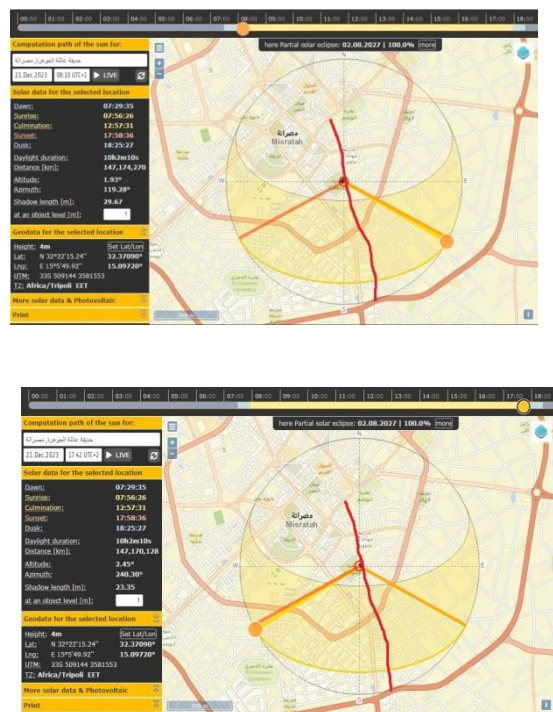 00:00 01:00 02:00 03:00 04:00 05:00 06:00 07:00 08:00 09:00 10:00 11:00 12:00 13:00 14:00 15:00 16:00 17:00 18:00
Computation path of the sun for:
here Partial solar eclipse: 02.08.2027 | 100.0% more
حديقة عائلة الجوهرة, مصراتة
21.Dec.2023 08:10 UTC+2 LIVE
Solar data for the selected location
Dawn: 07:29:35
Sunrise: 07:56:26
Culmination: 12:57:31
Sunset: 17:58:36
Dusk: 18:25:27
Daylight duration: 10h2m10s
Distance [km]: 147,174,270
Altitude: 1.93°
Azimuth: 119.28°
Shadow length [m]: 29.67
at an object level [m]: 1
Geodata for the selected location
Height: 4m Set Lat/Lon
Lat: N 32°22'15.24" 32.37090°
Lng: E 15°5'49.92" 15.09720°
UTM: 33S 509144 3581553
TZ: Africa/Tripoli EET
More solar data & Photovoltaic
Print
N
مصراتة
Misratah
W
E
500 m
00:00 01:00 02:00 03:00 04:00 05:00 06:00 07:00 08:00 09:00 10:00 11:00 12:00 13:00 14:00 15:00 16:00 17:00 18:00
Computation path of the sun for:
here Partial solar eclipse: 02.08.2027 | 100.0% more
حديقة عائلة الجوهرة, مصراتة
21.Dec.2023 17:42 UTC+2 LIVE
Solar data for the selected location
Dawn: 07:29:35
Sunrise: 07:56:26
Culmination: 12:57:31
Sunset: 17:58:36
Dusk: 18:25:27
Daylight duration: 10h2m10s
Distance [km]: 147,170,128
Altitude: 2.45°
Azimuth: 240.30°
Shadow length [m]: 23.35
at an object level [m]: 1
Geodata for the selected location
Height: 4m Set Lat/Lon
Lat: N 32°22'15.24" 32.37090°
Lng: E 15°5'49.92" 15.09720°
UTM: 33S 509144 3581553
TZ: Africa/Tripoli EET
More solar data & Photovoltaic
Print
N
مصراتة
Misratah
W
E
500 m